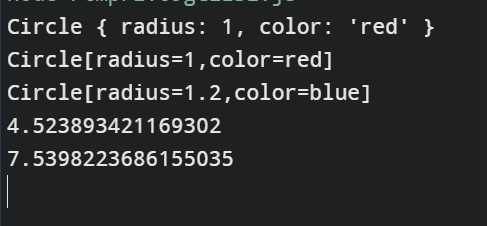 Circle { radius: 1, color: 'red' }
Circle[radius=1,color=red]
Circle[radius=1.2,color=blue]
4.523893421169302
7.5398223686155035